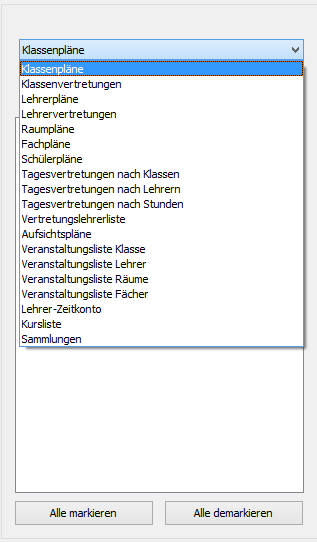 Klassenpläne
Klassenpläne
Klassenvertretungen
Lehrerpläne
Lehrervertretungen
Raumpläne
Fachpläne
Schülerpläne
Tagesvertretungen nach Klassen
Tagesvertretungen nach Lehrern
Tagesvertretungen nach Stunden
Vertretungslehrerliste
Aufsichtspläne
Veranstaltungsliste Klasse
Veranstaltungsliste Lehrer
Veranstaltungsliste Räume
Veranstaltungsliste Fächer
Lehrer-Zeitkonto
Kursliste
Sammlungen
Alle markieren Alle demarkieren